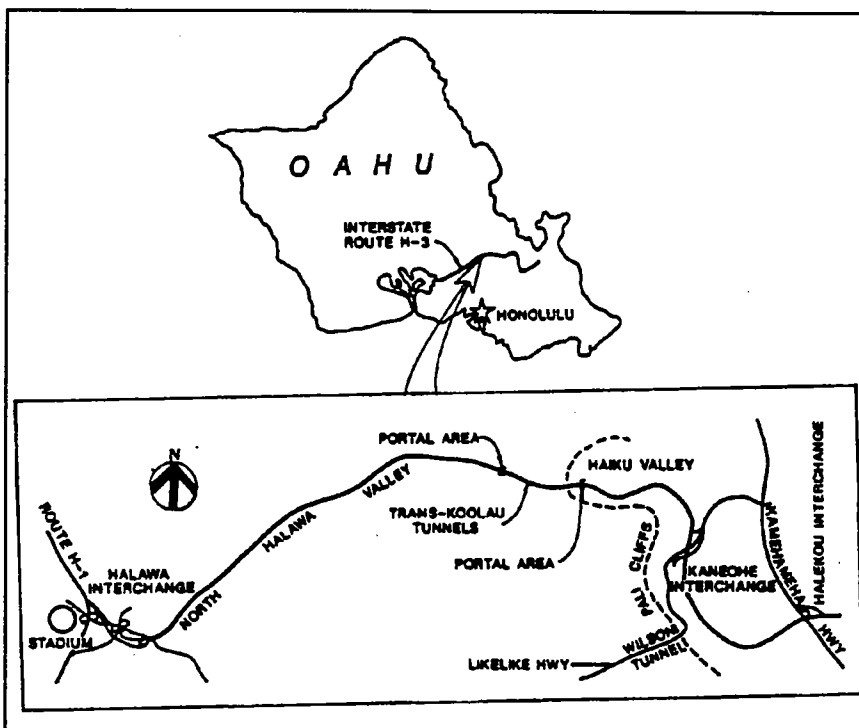 OAHU
INTERSTATE
ROUTE H-3
HONOLULU
PORTAL AREA
N
HAIKU VALLEY
VALLEY
TRANS-KOOLAU
TUNNELS
HALAWA
PORTAL AREA
ROUTE H-1
HALAWA
INTERCHANGE
NORTH
STADIUM
PALI CLIFFS
KANEOHE
INTERCHANGE
KAMEHAMEHA HWY
HALEKOU INTERCHANGE
WILSON
TUNNEL
LIKELIKE HWY